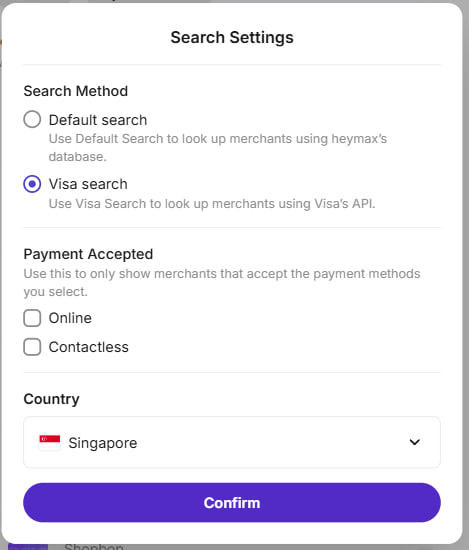 Search Settings
Search Method
Default search
Use Default Search to look up merchants using heymax's
database.
Visa search
Use Visa Search to look up merchants using Visa's API.
Payment Accepted
Use this to only show merchants that accept the payment methods
you select.
Online
Contactless
Country
Singapore
Confirm
Shopbop